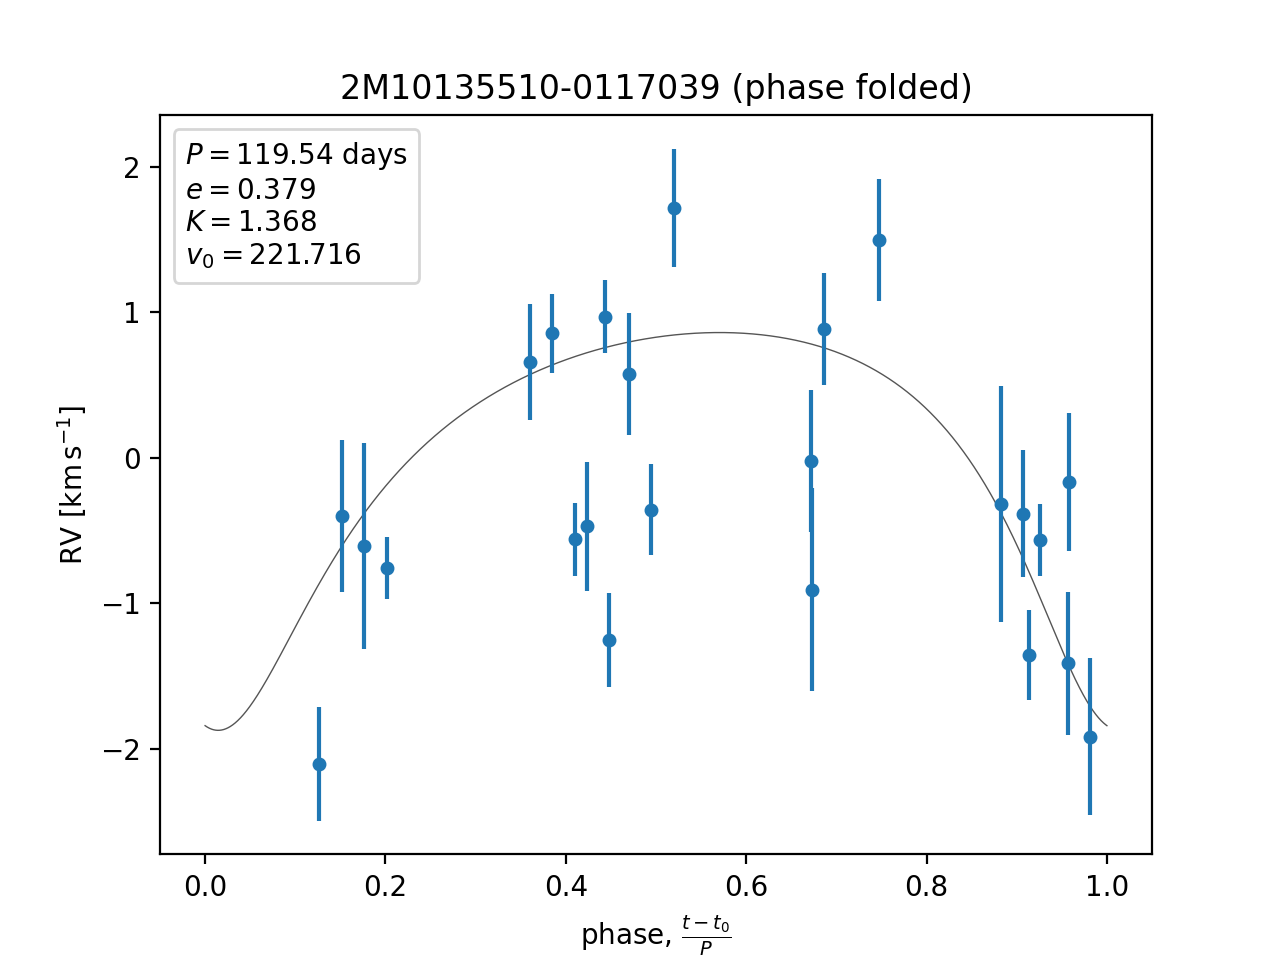 2M10135510-0117039 (phase folded)
P = 119.54 days
e = 0.379
K = 1.368
v₀ = 221.716
2
1
0
−1
−2
RV [km s⁻¹]
0.0 0.2 0.4 0.6 0.8 1.0
phase, (t − t₀)/P